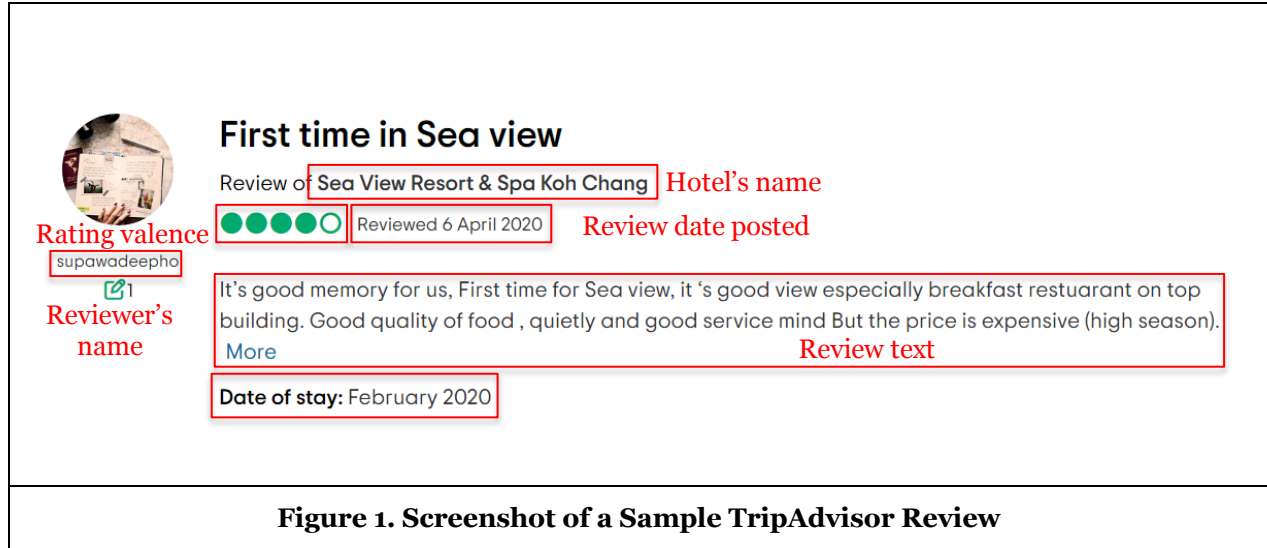 First time in Sea view
Review of Sea View Resort & Spa Koh Chang Hotel's name
Rating valence Reviewed 6 April 2020 Review date posted
supawadeepho
1
Reviewer's
name
It's good memory for us, First time for Sea view, it 's good view especially breakfast restuarant on top
building. Good quality of food , quietly and good service mind But the price is expensive (high season).
More Review text
Date of stay: February 2020
Figure 1. Screenshot of a Sample TripAdvisor Review